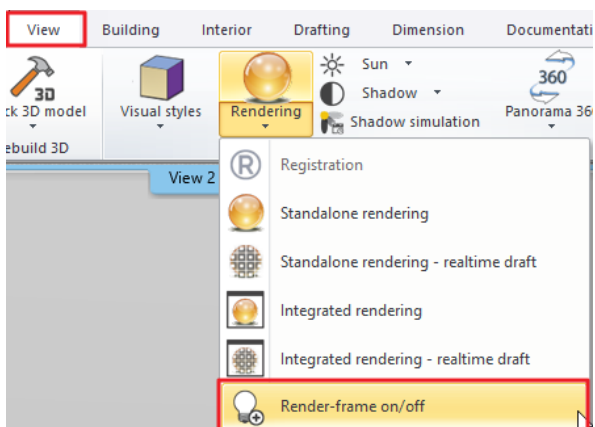 View Building Interior Drafting Dimension Documentati
3D
ck 3D model
ebuild 3D
Visual styles
Rendering
Sun
Shadow
Shadow simulation
360
Panorama 36
View 2
R
Registration
Standalone rendering
Standalone rendering - realtime draft
Integrated rendering
Integrated rendering - realtime draft
Render-frame on/off